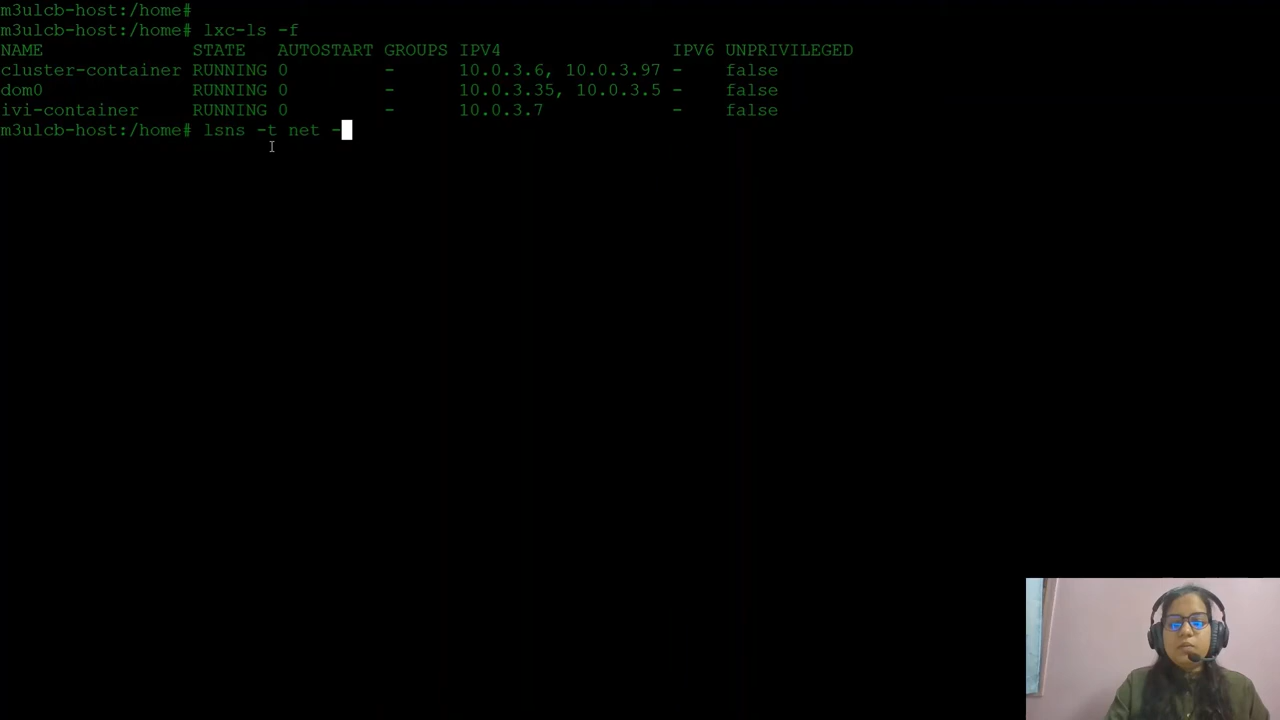 m3ulcb-host:/home#
m3ulcb-host:/home# lxc-ls -f
NAME STATE AUTOSTART GROUPS IPV4 IPV6 UNPRIVILEGED
cluster-container RUNNING 0 - 10.0.3.6, 10.0.3.97 - false
dom0 RUNNING 0 - 10.0.3.35, 10.0.3.5 - false
ivi-container RUNNING 0 - 10.0.3.7 false
m3ulcb-host:/home# lsns -t net -